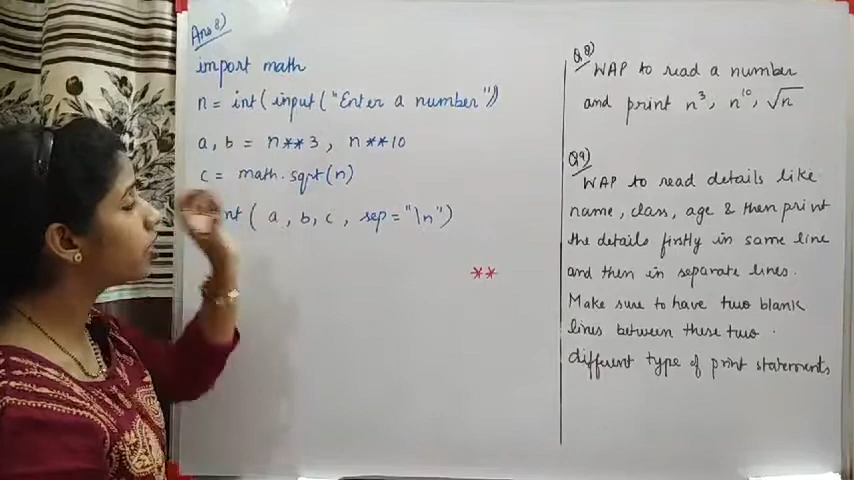 Ans 8)
import math
n = int(input("Enter a number"))
a, b = n**3, n**10
c = math.sqrt(n)
nt ( a, b, c, sep="\n")
**
Q8)
WAP to read a number
and print n³, n¹⁰, √n
Q9)
WAP to read details like
name, class, age & then print
the details firstly in same line
and then in separate lines.
Make sure to have two blank
lines between these two
different type of print statements